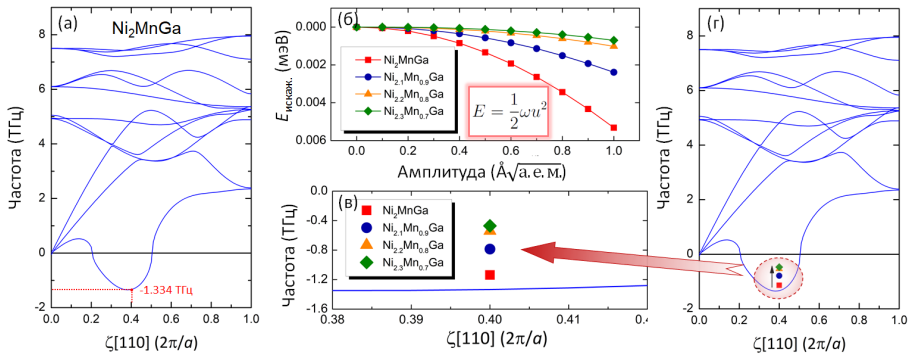 (а)
Ni2MnGa
Частота (ТГц)
8
6
4
2
0
-2
-1.334 ТГц
0.0 0.2 0.4 0.6 0.8 1.0
ζ[110] (2π/a)
(б)
Eискаж. (мэВ)
0.000
0.002
0.004
0.006
Ni2MnGa
Ni2.1Mn0.9Ga
Ni2.2Mn0.8Ga
Ni2.3Mn0.7Ga
E = 1/2 ωu²
0.0 0.2 0.4 0.6 0.8 1.0
Амплитуда (Å√а.е.м.)
(в)
Частота (ТГц)
0.0
-0.4
-0.8
-1.2
-1.6
Ni2MnGa
Ni2.1Mn0.9Ga
Ni2.2Mn0.8Ga
Ni2.3Mn0.7Ga
0.38 0.39 0.40 0.41 0.4
ζ[110] (2π/a)
(г)
Частота (ТГц)
8
6
4
2
0
-2
0.0 0.2 0.4 0.6 0.8 1.0
ζ[110] (2π/a)